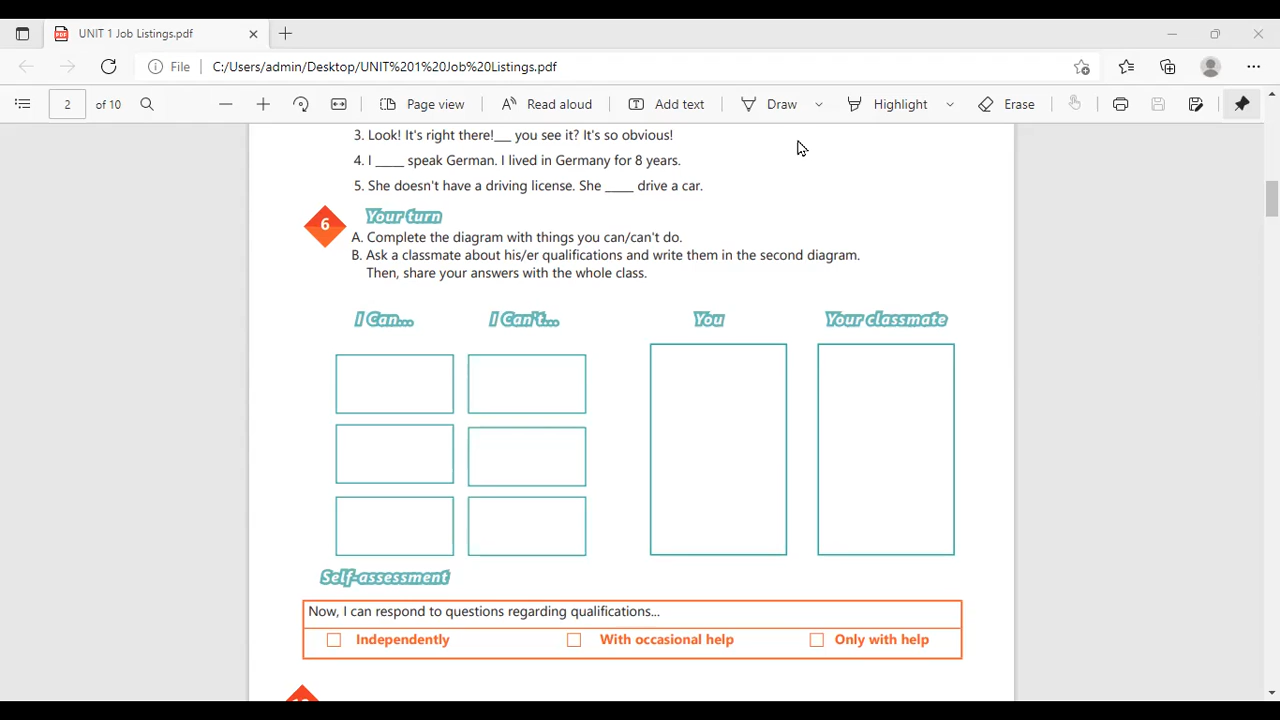 UNIT 1 Job Listings.pdf
File C:/Users/admin/Desktop/UNIT%201%20Job%20Listings.pdf
2 of 10 Page view Read aloud Add text Draw Highlight Erase
3. Look! It's right there!__ you see it? It's so obvious!
4. I ____ speak German. I lived in Germany for 8 years.
5. She doesn't have a driving license. She ____ drive a car.
6 Your turn
A. Complete the diagram with things you can/can't do.
B. Ask a classmate about his/er qualifications and write them in the second diagram.
Then, share your answers with the whole class.
I Can... I Can't... You Your classmate
Self-assessment
Now, I can respond to questions regarding qualifications...
Independently With occasional help Only with help